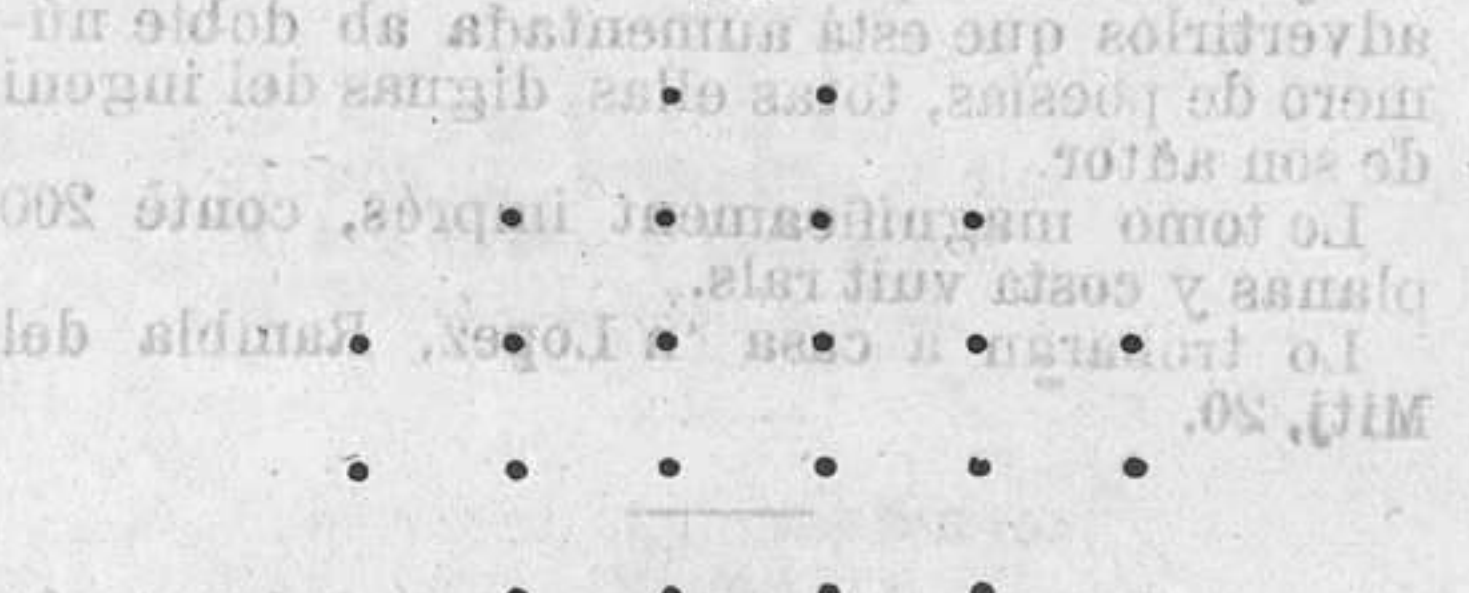 advertirlos que está aumentada ab doble nú-
mero de poesías, totas ellas dignas del ingeni
de son autor.
Lo tomo magnificament imprés, conté 200
planas y costa vuit rals.
Lo trobarán á casa Lopez, Rambla del
Mitj, 20.